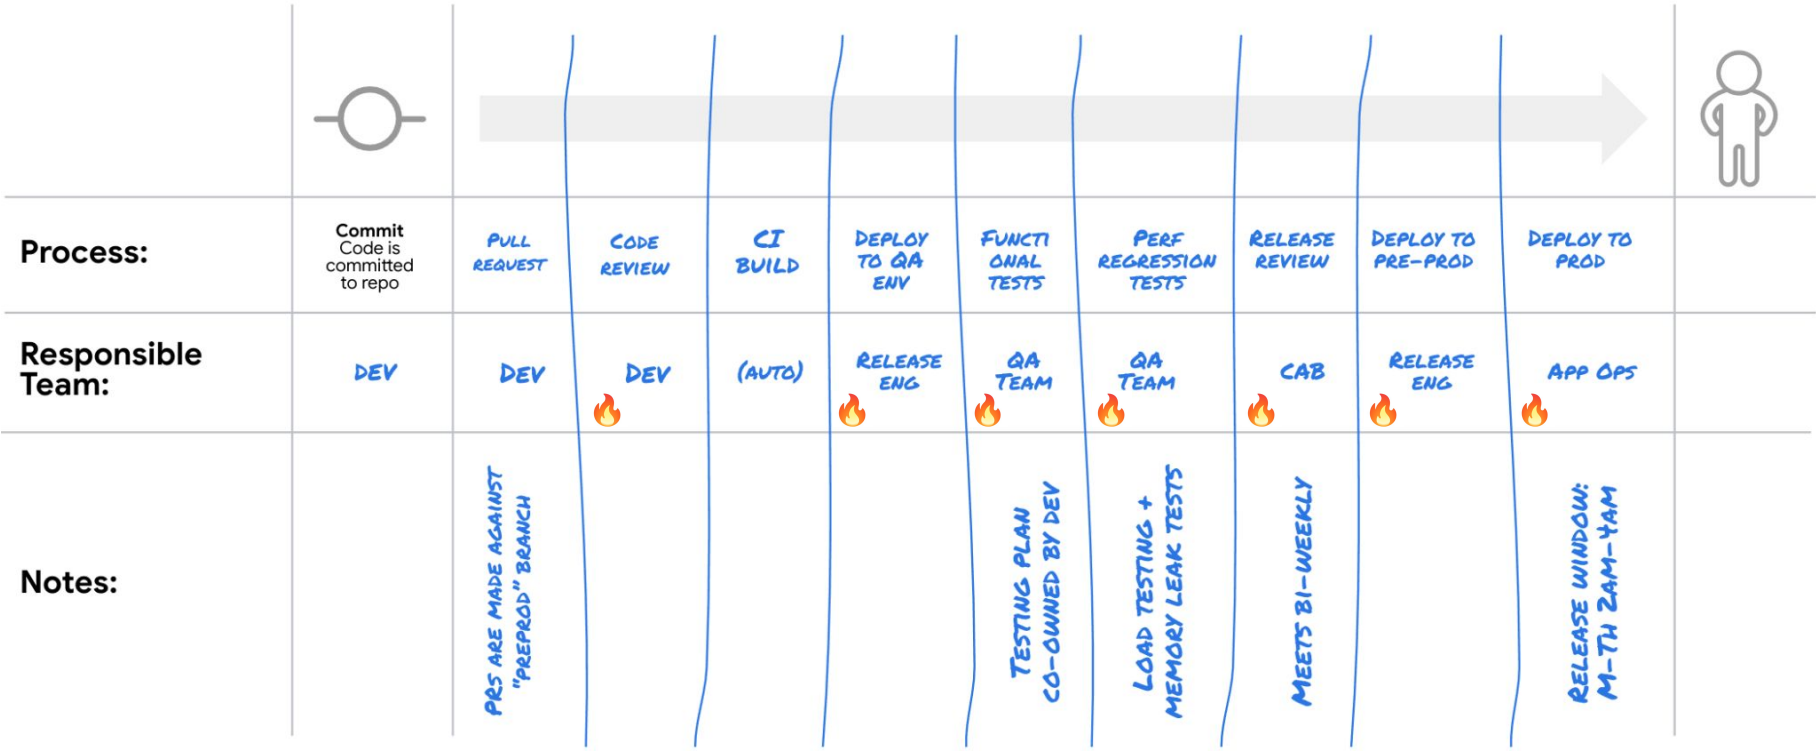 Process:
Commit
Code is
committed
to repo
PULL
REQUEST
CODE
REVIEW
CI
BUILD
DEPLOY
TO QA
ENV
FUNCTI
ONAL
TESTS
PERF
REGRESSION
TESTS
RELEASE
REVIEW
DEPLOY TO
PRE-PROD
DEPLOY TO
PROD
Responsible
Team:
DEV
DEV
DEV
(AUTO)
RELEASE
ENG
QA
TEAM
QA
TEAM
CAB
RELEASE
ENG
APP OPS
Notes:
PRS ARE MADE AGAINST
"PREPROD" BRANCH
TESTING PLAN
CO-OWNED BY DEV
LOAD TESTING +
MEMORY LEAK TESTS
MEETS BI-WEEKLY
RELEASE WINDOW:
M-TH 2AM-4AM